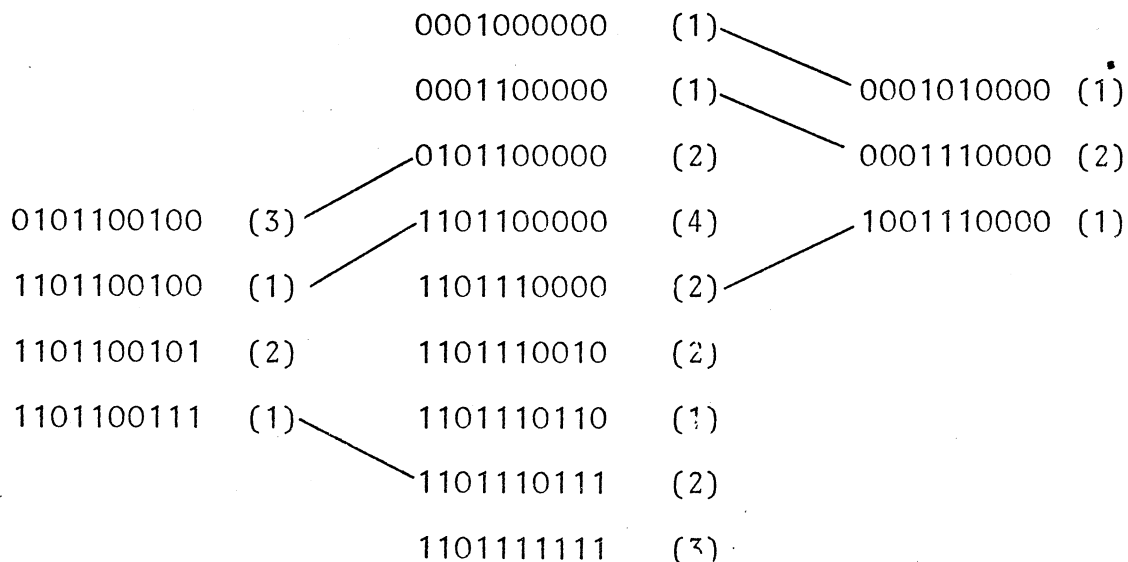 0001000000 (1)
0001100000 (1) 0001010000 (1)
0101100000 (2) 0001110000 (2)
0101100100 (3) 1101100000 (4) 1001110000 (1)
1101100100 (1) 1101110000 (2)
1101100101 (2) 1101110010 (2)
1101100111 (1) 1101110110 (1)
1101110111 (2)
1101111111 (3)